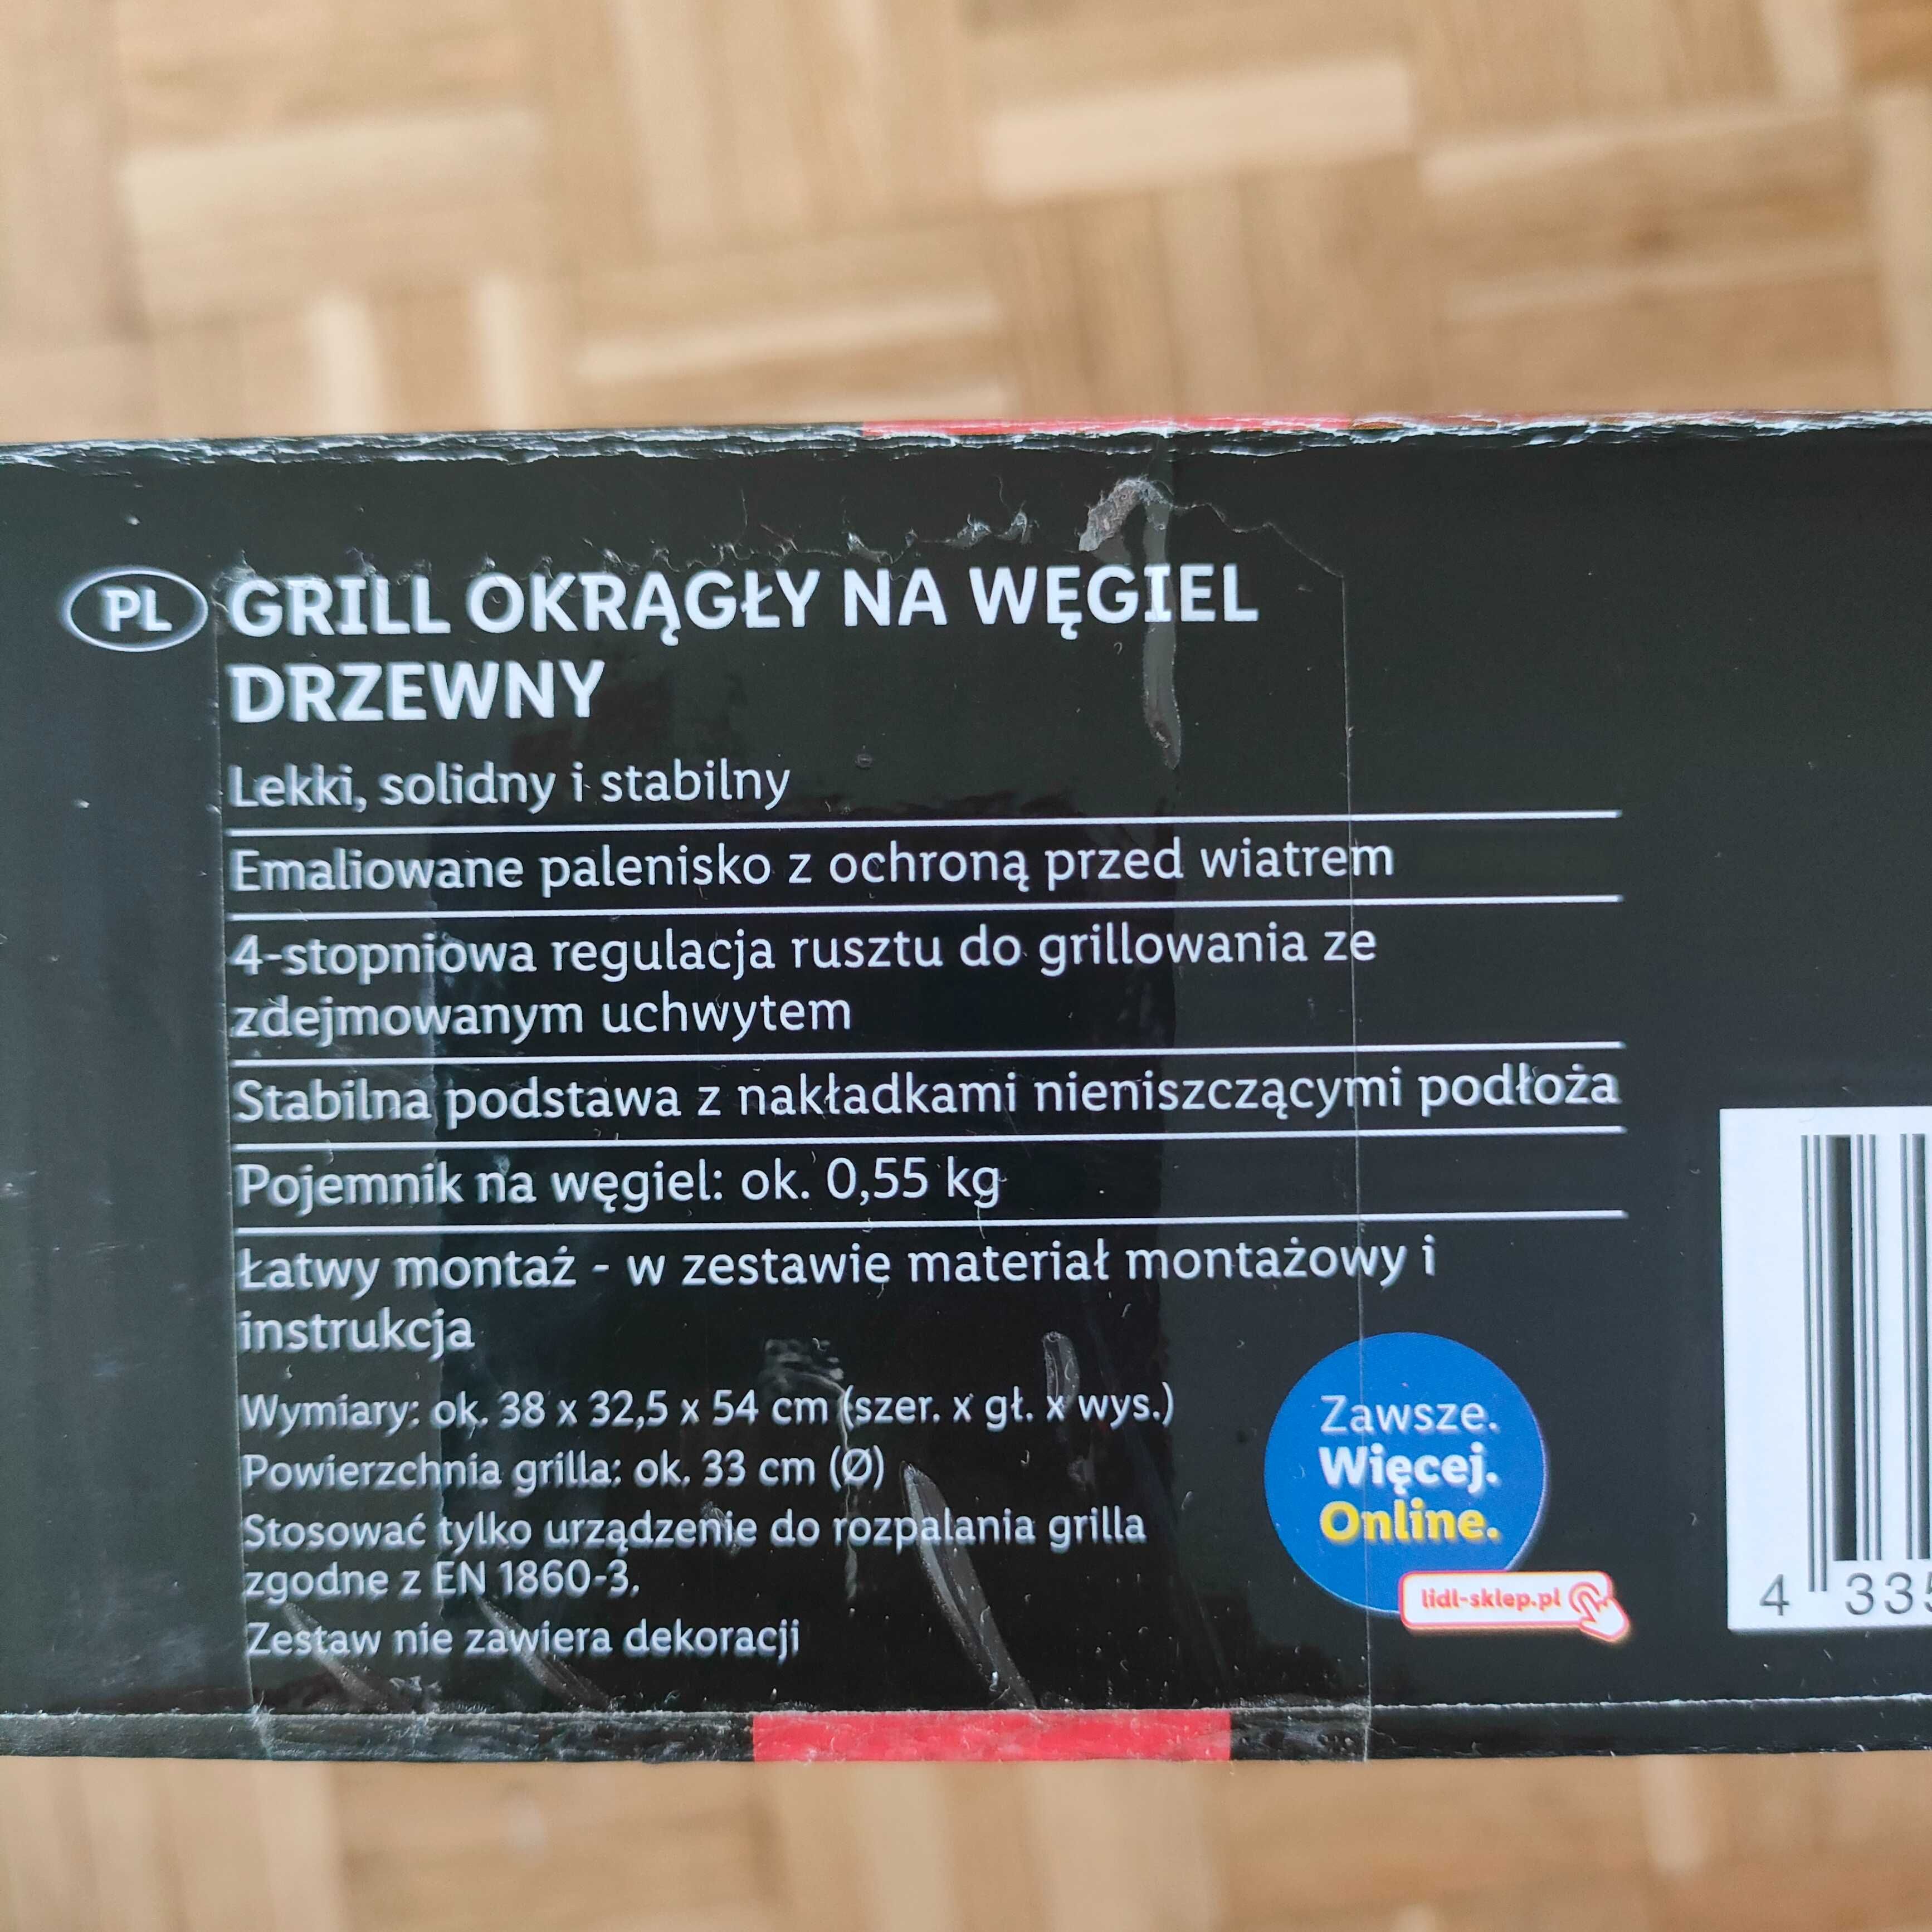 PL GRILL OKRĄGŁY NA WĘGIEL
DRZEWNY
Lekki, solidny i stabilny
Emaliowane palenisko z ochroną przed wiatrem
4-stopniowa regulacja rusztu do grillowania ze
zdejmowanym uchwytem
Stabilna podstawa z nakładkami nieniszczącymi podłoża
Pojemnik na węgiel: ok. 0,55 kg
Łatwy montaż - w zestawie materiał montażowy i
instrukcja
Wymiary: ok. 38 x 32,5 x 54 cm (szer. x gł. x wys.)
Powierzchnia grilla: ok. 33 cm (Ø)
Stosować tylko urządzenie do rozpalania grilla
zgodne z EN 1860-3.
Zestaw nie zawiera dekoracji
Zawsze.
Więcej.
Online.
lidl-sklep.pl
4 335